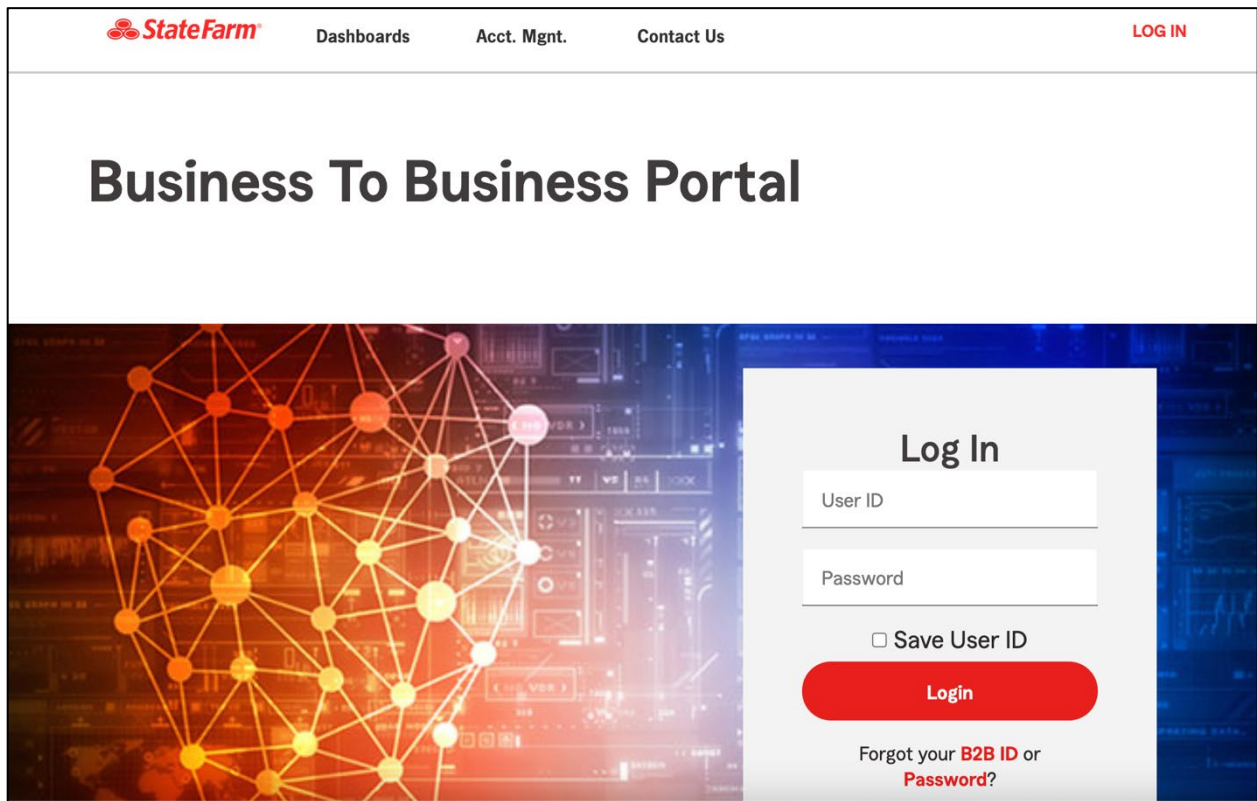 StateFarm®
Dashboards
Acct. Mgnt.
Contact Us
LOG IN
Business To Business Portal
Log In
User ID
Password
Save User ID
Login
Forgot your B2B ID or
Password?